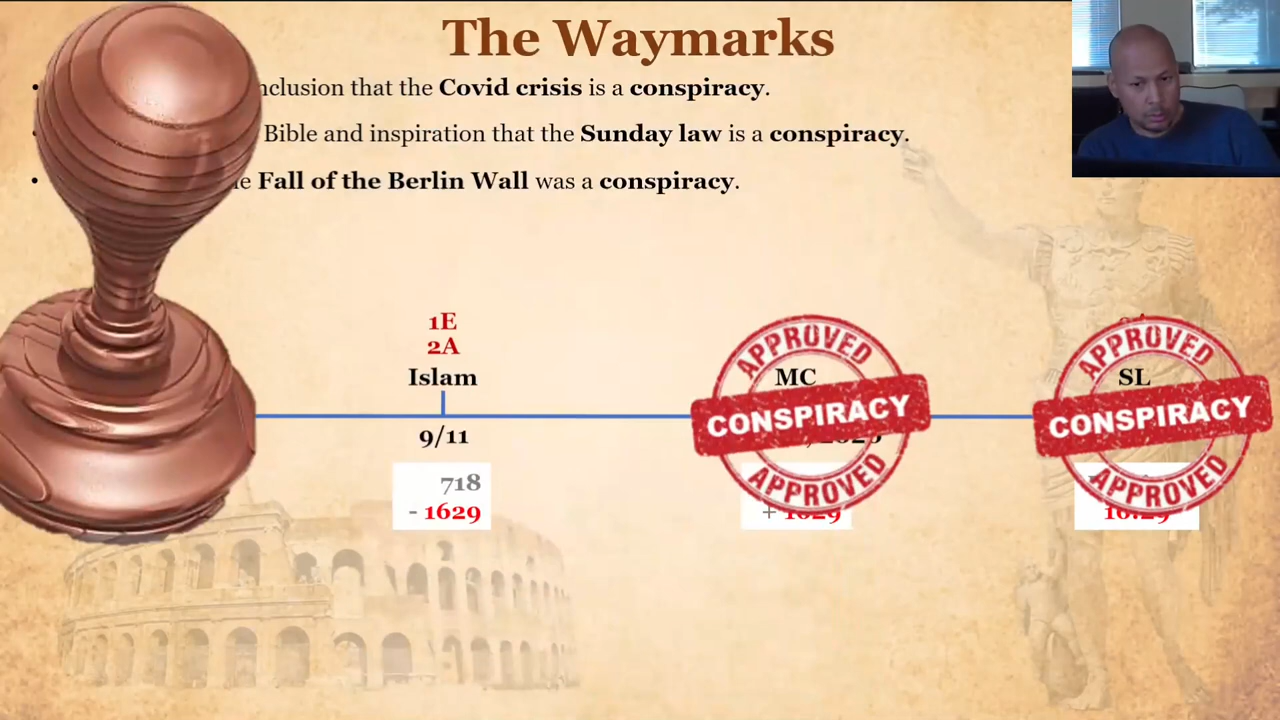 The Waymarks
that the Covid crisis is a conspiracy.
Bible and inspiration that the Sunday law is a conspiracy.
Fall of the Berlin Wall was a conspiracy.
1E
2A
Islam
MC
SL
9/11
718
- 1629
+ 1629
APPROVED
CONSPIRACY
APPROVED
APPROVED
CONSPIRACY
APPROVED